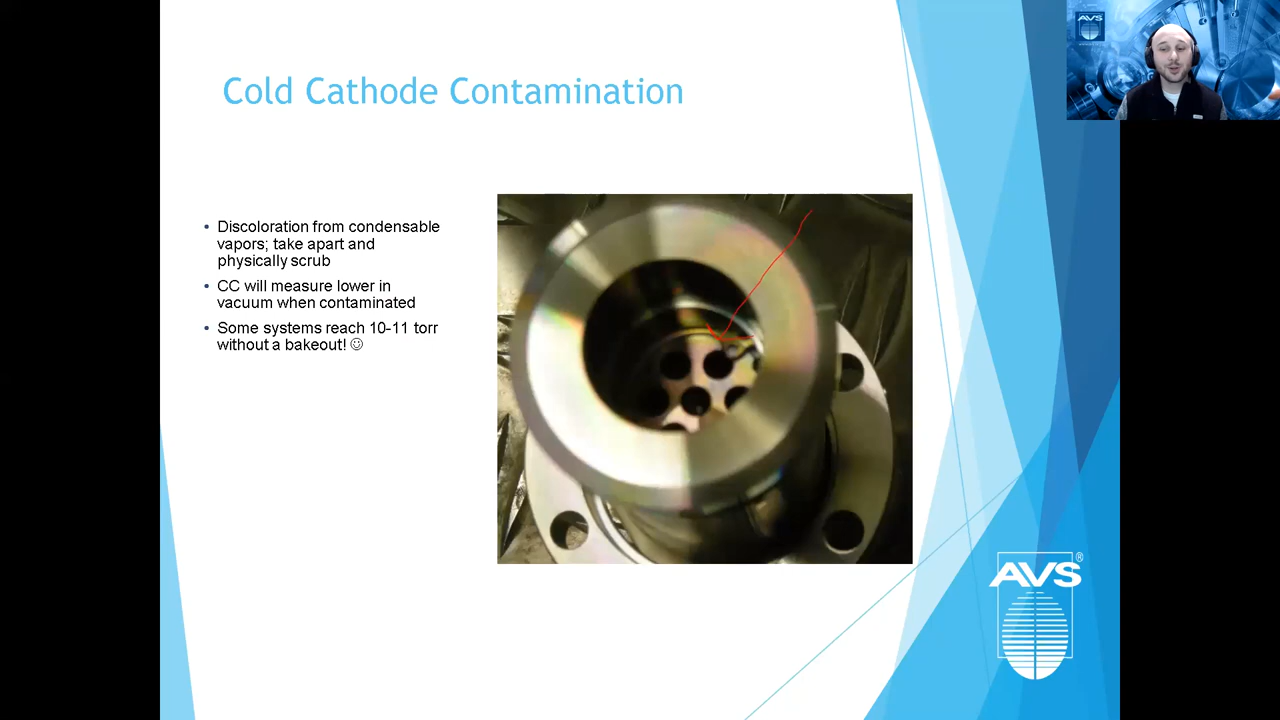 AVS
Cold Cathode Contamination
• Discoloration from condensable
vapors; take apart and
physically scrub
• CC will measure lower in
vacuum when contaminated
• Some systems reach 10-11 torr
without a bakeout! ☺
AVS®